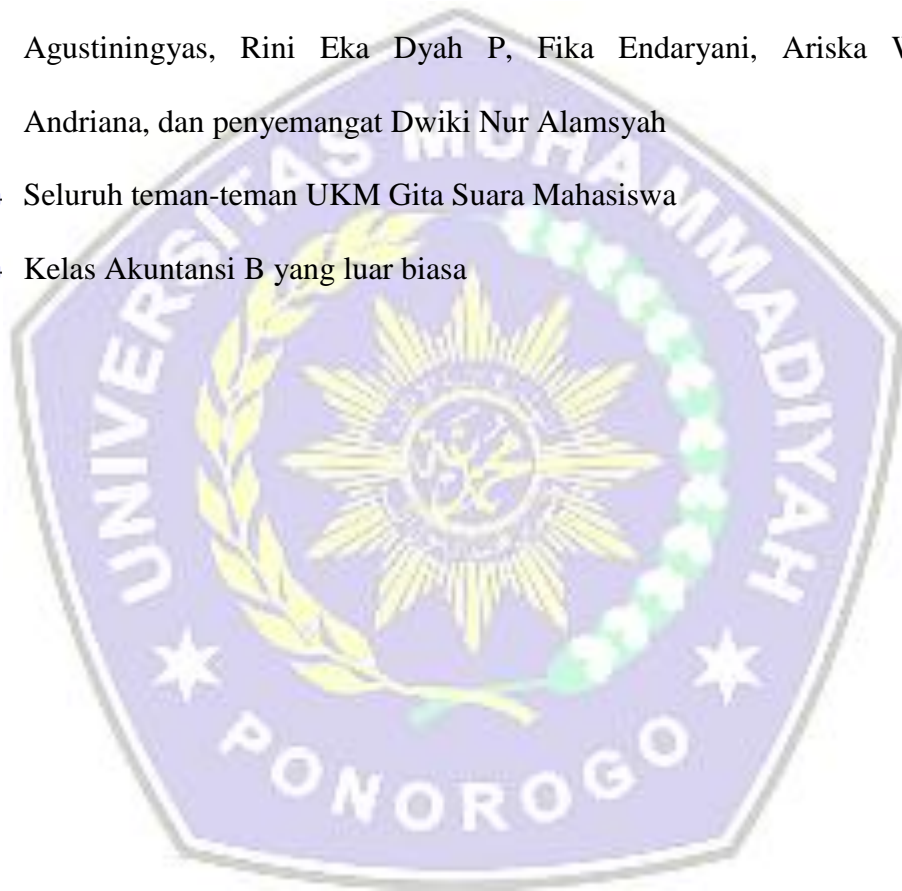 Agustiningyas, Rini Eka Dyah P, Fika Endaryani, Ariska
Andriana, dan penyemangat Dwiki Nur Alamsyah
- Seluruh teman-teman UKM Gita Suara Mahasiswa
- Kelas Akuntansi B yang luar biasa
UNIVERSITAS MUHAMMADIYAH
PONOROGO